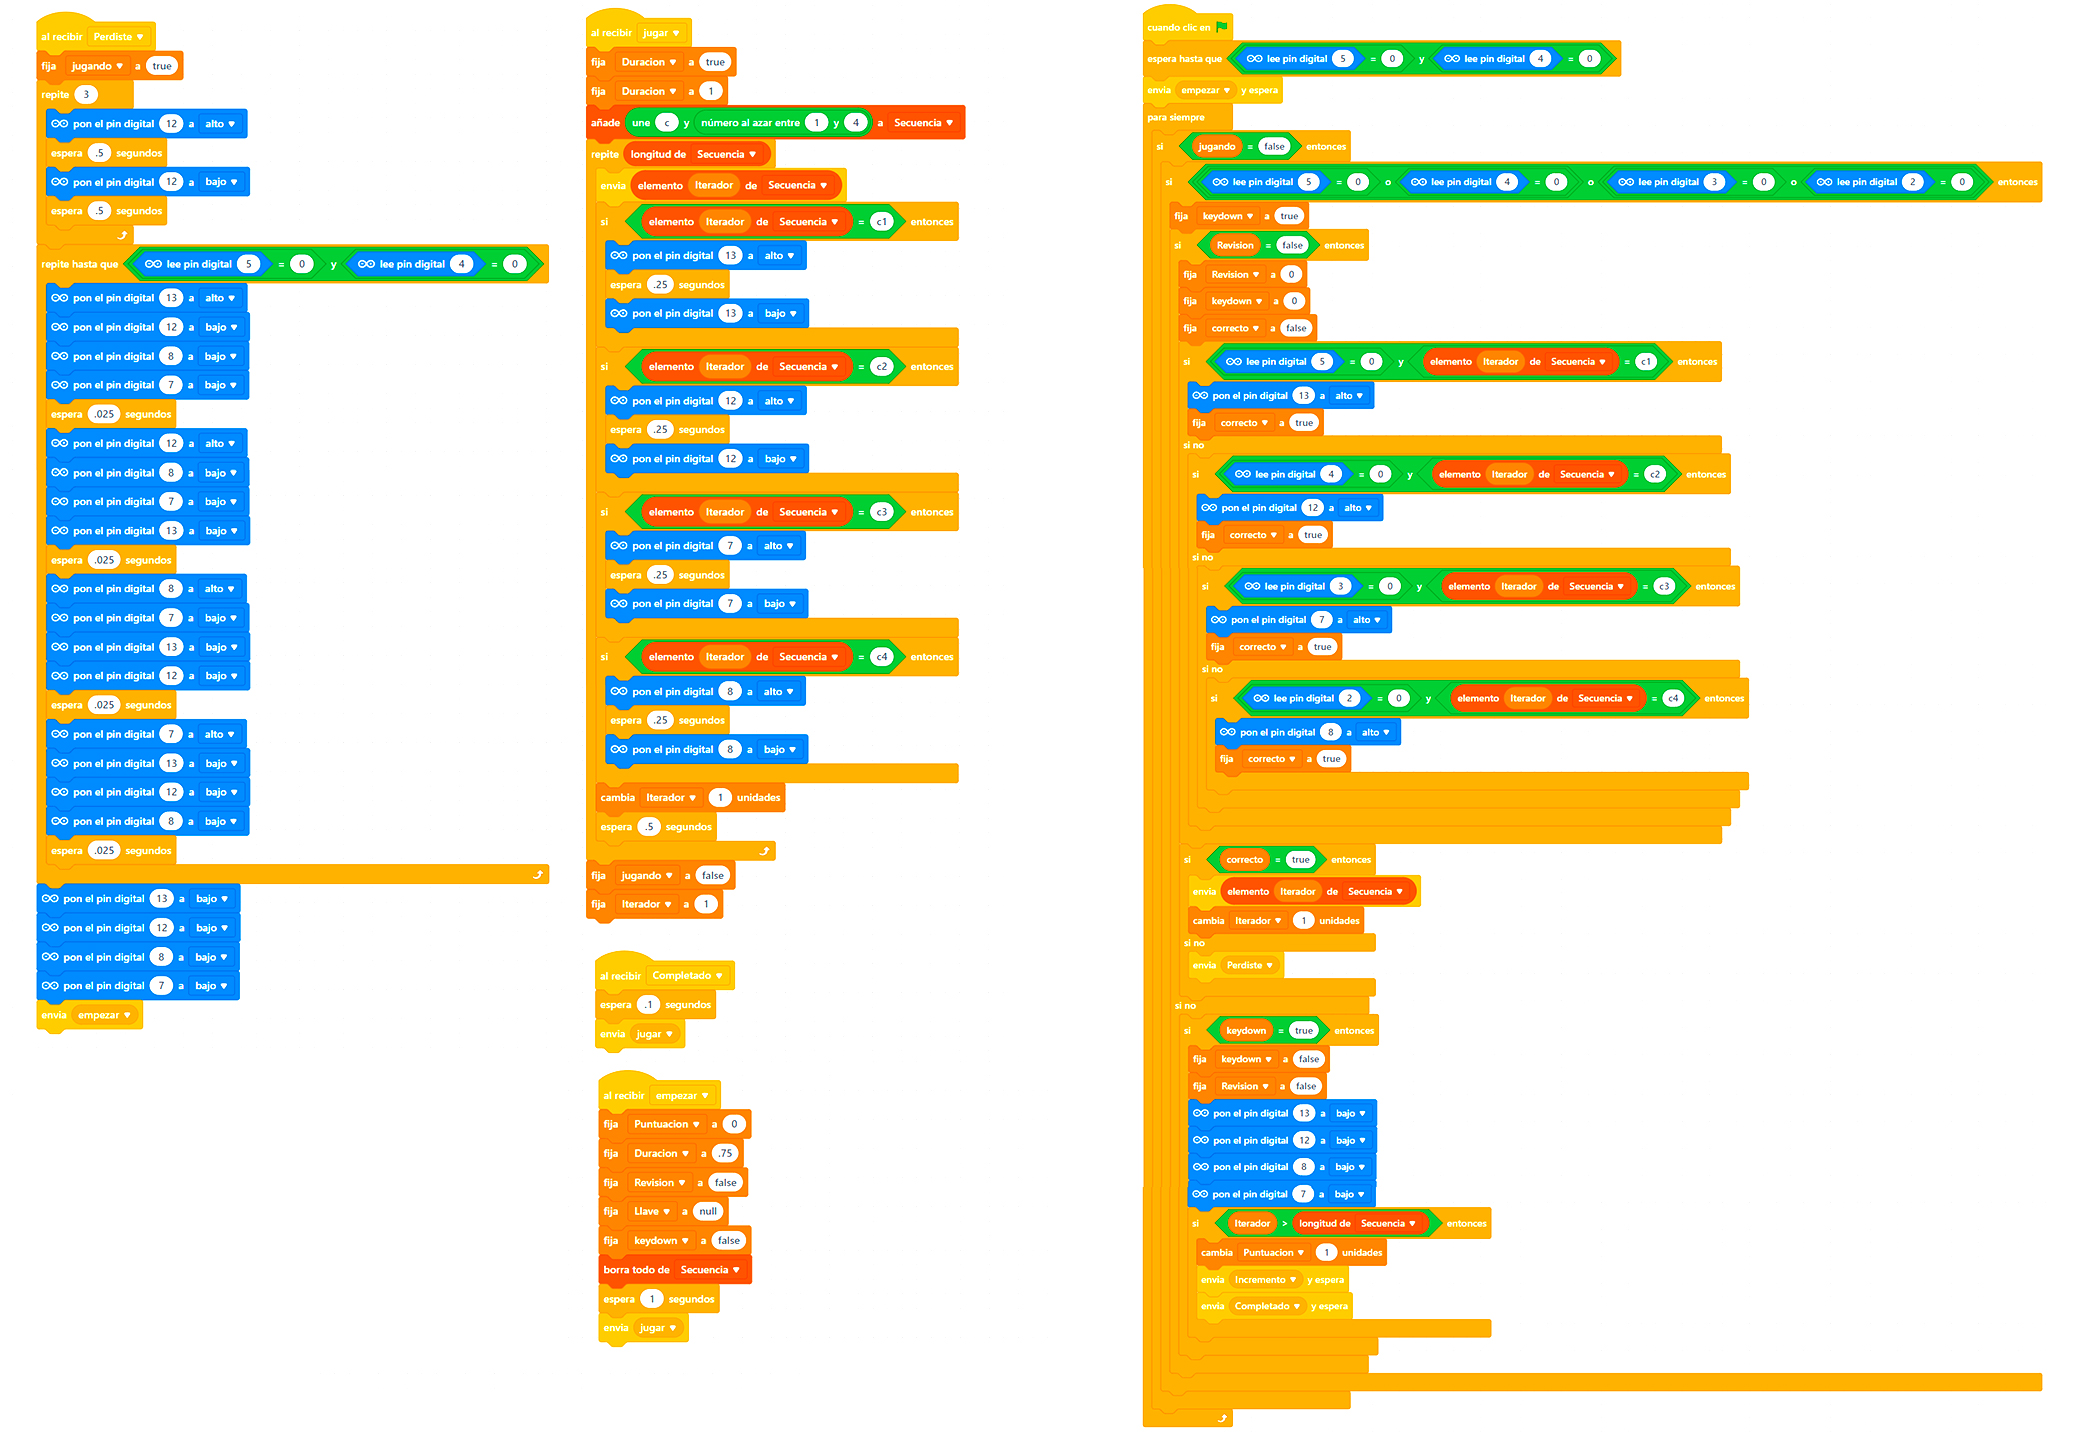 al recibir Perdiste
fija jugando a true
repite 3
pon el pin digital 12 a alto
espera .5 segundos
pon el pin digital 12 a bajo
espera .5 segundos
repite hasta que lee pin digital 5 = 0 y lee pin digital 4 = 0
pon el pin digital 13 a alto
pon el pin digital 12 a bajo
pon el pin digital 8 a bajo
pon el pin digital 7 a bajo
espera .025 segundos
pon el pin digital 12 a alto
pon el pin digital 8 a bajo
pon el pin digital 7 a bajo
pon el pin digital 13 a bajo
espera .025 segundos
pon el pin digital 8 a alto
pon el pin digital 7 a bajo
pon el pin digital 13 a bajo
pon el pin digital 12 a bajo
espera .025 segundos
pon el pin digital 7 a alto
pon el pin digital 13 a bajo
pon el pin digital 12 a bajo
pon el pin digital 8 a bajo
espera .025 segundos
pon el pin digital 13 a bajo
pon el pin digital 12 a bajo
pon el pin digital 8 a bajo
pon el pin digital 7 a bajo
envia empezar
al recibir jugar
fija Duracion a true
fija Duracion a 1
añade une c y número al azar entre 1 y 4 a Secuencia
repite longitud de Secuencia
envia elemento Iterador de Secuencia
si elemento Iterador de Secuencia = c1 entonces
pon el pin digital 13 a alto
espera .25 segundos
pon el pin digital 13 a bajo
si elemento Iterador de Secuencia = c2 entonces
pon el pin digital 12 a alto
espera .25 segundos
pon el pin digital 12 a bajo
si elemento Iterador de Secuencia = c3 entonces
pon el pin digital 7 a alto
espera .25 segundos
pon el pin digital 7 a bajo
si elemento Iterador de Secuencia = c4 entonces
pon el pin digital 8 a alto
espera .25 segundos
pon el pin digital 8 a bajo
cambia Iterador 1 unidades
espera .5 segundos
fija jugando a false
fija Iterador a 1
al recibir Completado
espera .1 segundos
envia jugar
al recibir empezar
fija Puntuacion a 0
fija Duracion a .75
fija Revision a false
fija Llave a null
fija keydown a false
borra todo de Secuencia
espera 1 segundos
envia jugar
cuando clic en
espera hasta que lee pin digital 5 = 0 y lee pin digital 4 = 0
envia empezar y espera
para siempre
si jugando = false entonces
si lee pin digital 5 = 0 o lee pin digital 4 = 0 o lee pin digital 3 = 0 o lee pin digital 2 = 0 entonces
fija keydown a true
si Revision = false entonces
fija Revision a 0
fija keydown a 0
fija correcto a false
si lee pin digital 5 = 0 y elemento Iterador de Secuencia = c1 entonces
pon el pin digital 13 a alto
fija correcto a true
si no
si lee pin digital 4 = 0 y elemento Iterador de Secuencia = c2 entonces
pon el pin digital 12 a alto
fija correcto a true
si no
si lee pin digital 3 = 0 y elemento Iterador de Secuencia = c3 entonces
pon el pin digital 7 a alto
fija correcto a true
si no
si lee pin digital 2 = 0 y elemento Iterador de Secuencia = c4 entonces
pon el pin digital 8 a alto
fija correcto a true
si correcto = true entonces
envia elemento Iterador de Secuencia
cambia Iterador 1 unidades
si no
envia Perdiste
si no
si keydown = true entonces
fija keydown a false
fija Revision a false
pon el pin digital 13 a bajo
pon el pin digital 12 a bajo
pon el pin digital 8 a bajo
pon el pin digital 7 a bajo
si Iterador > longitud de Secuencia entonces
cambia Puntuacion 1 unidades
envia Incremento y espera
envia Completado y espera